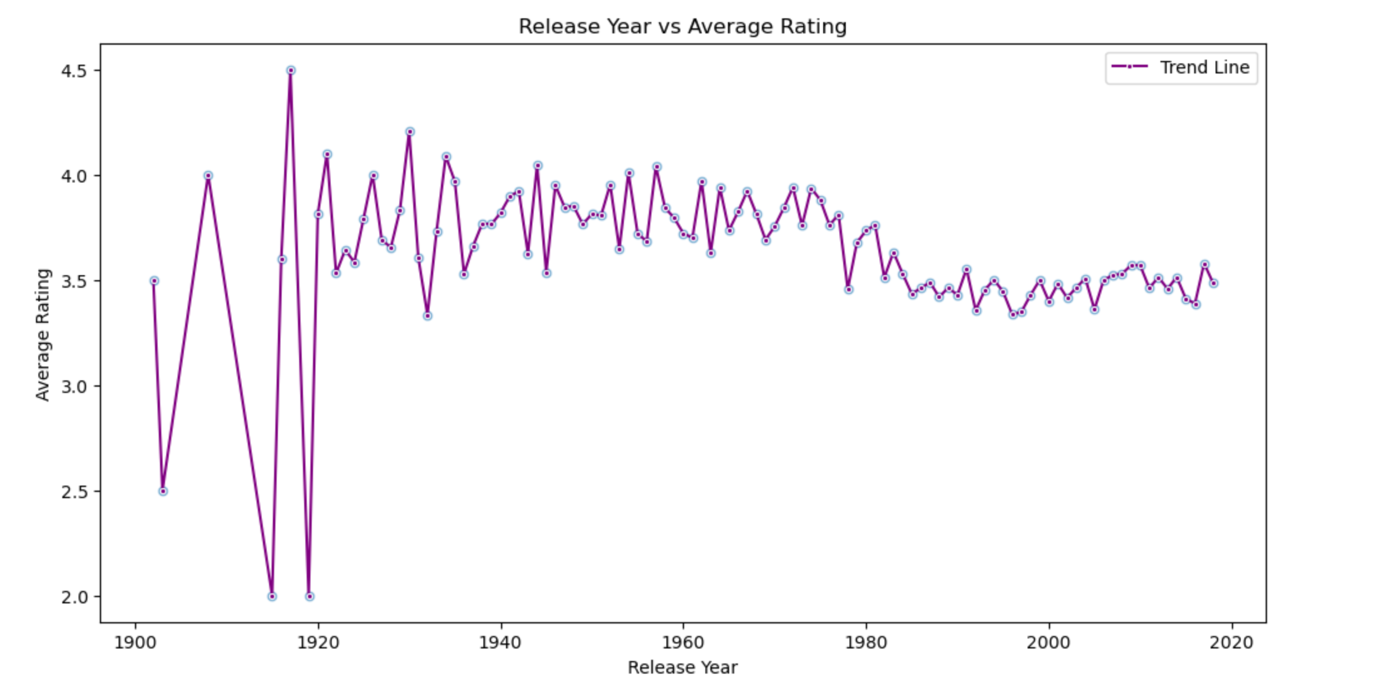 Release Year vs Average Rating
Trend Line
4.5
4.0
3.5
3.0
2.5
2.0
Average Rating
1900 1920 1940 1960 1980 2000 2020
Release Year